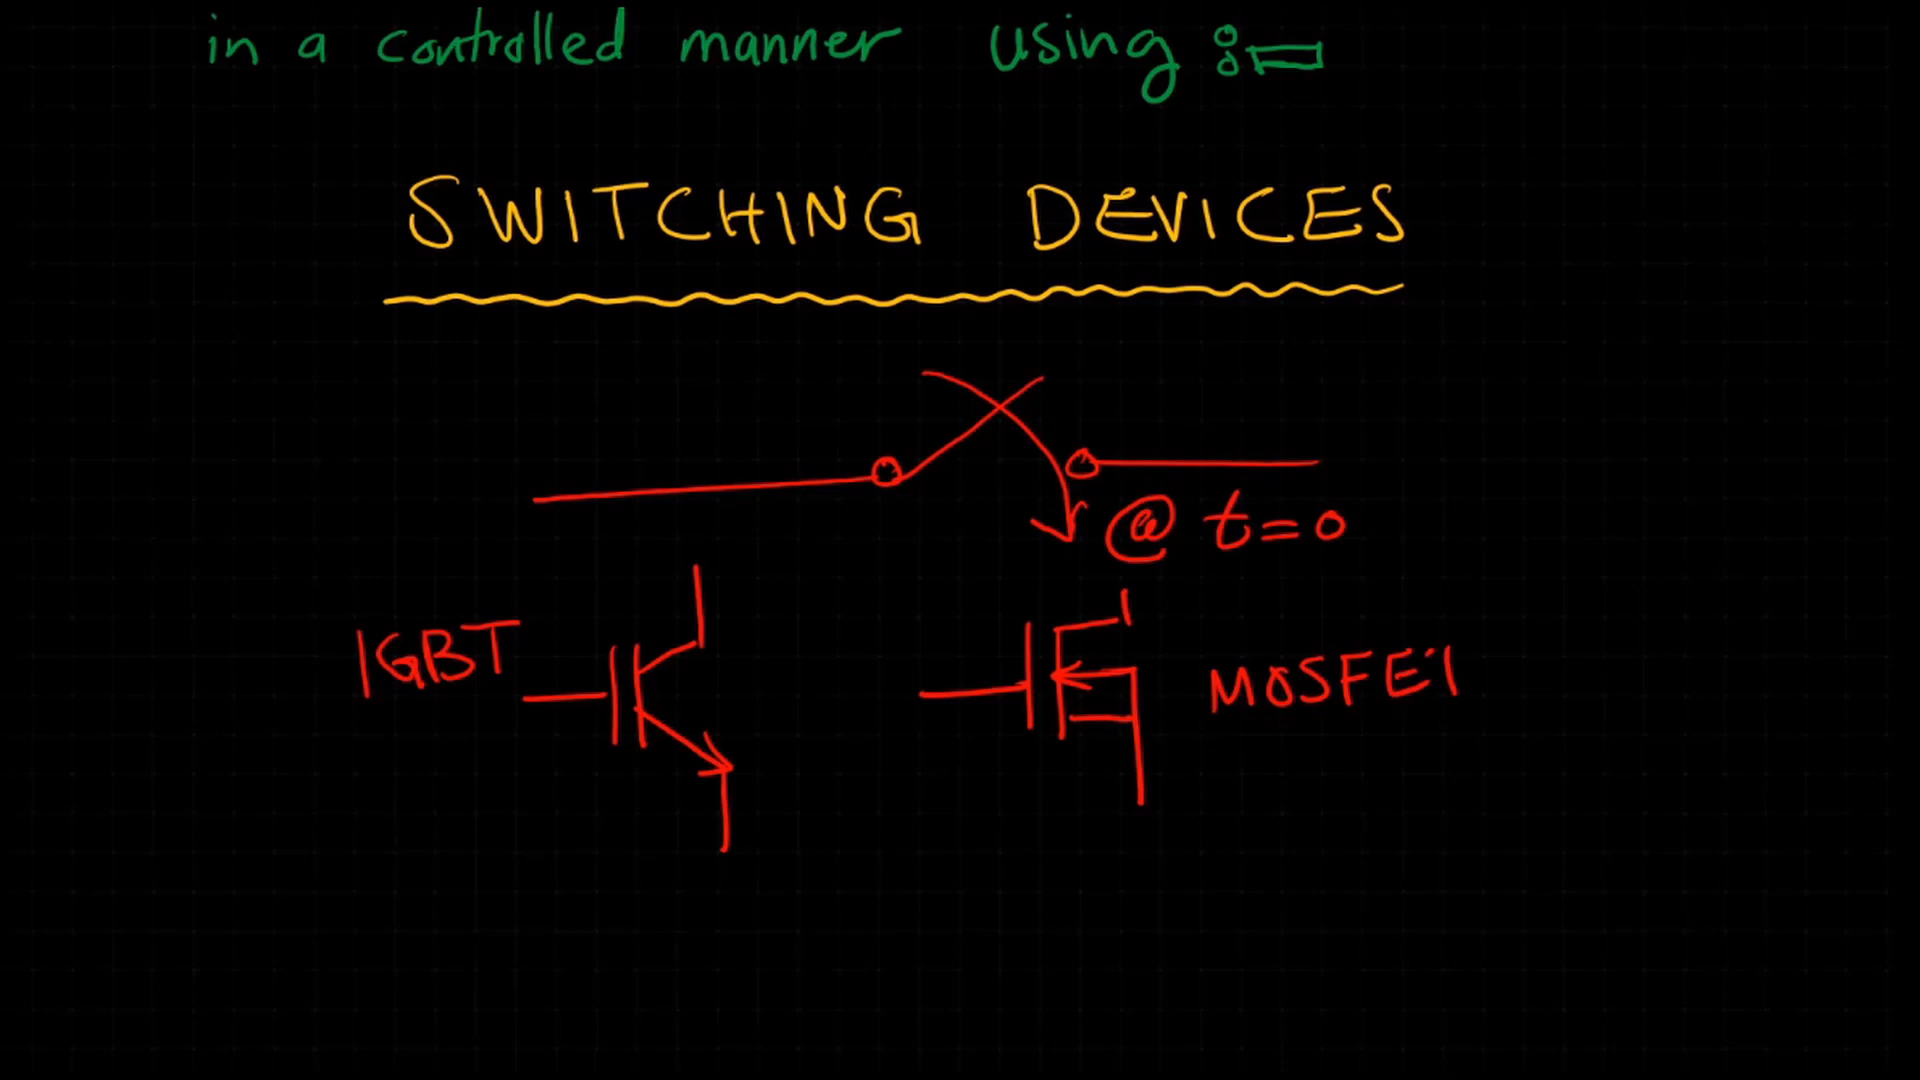 in a controlled manner using :-
SWITCHING DEVICES
@ t=0
IGBT
MOSFET